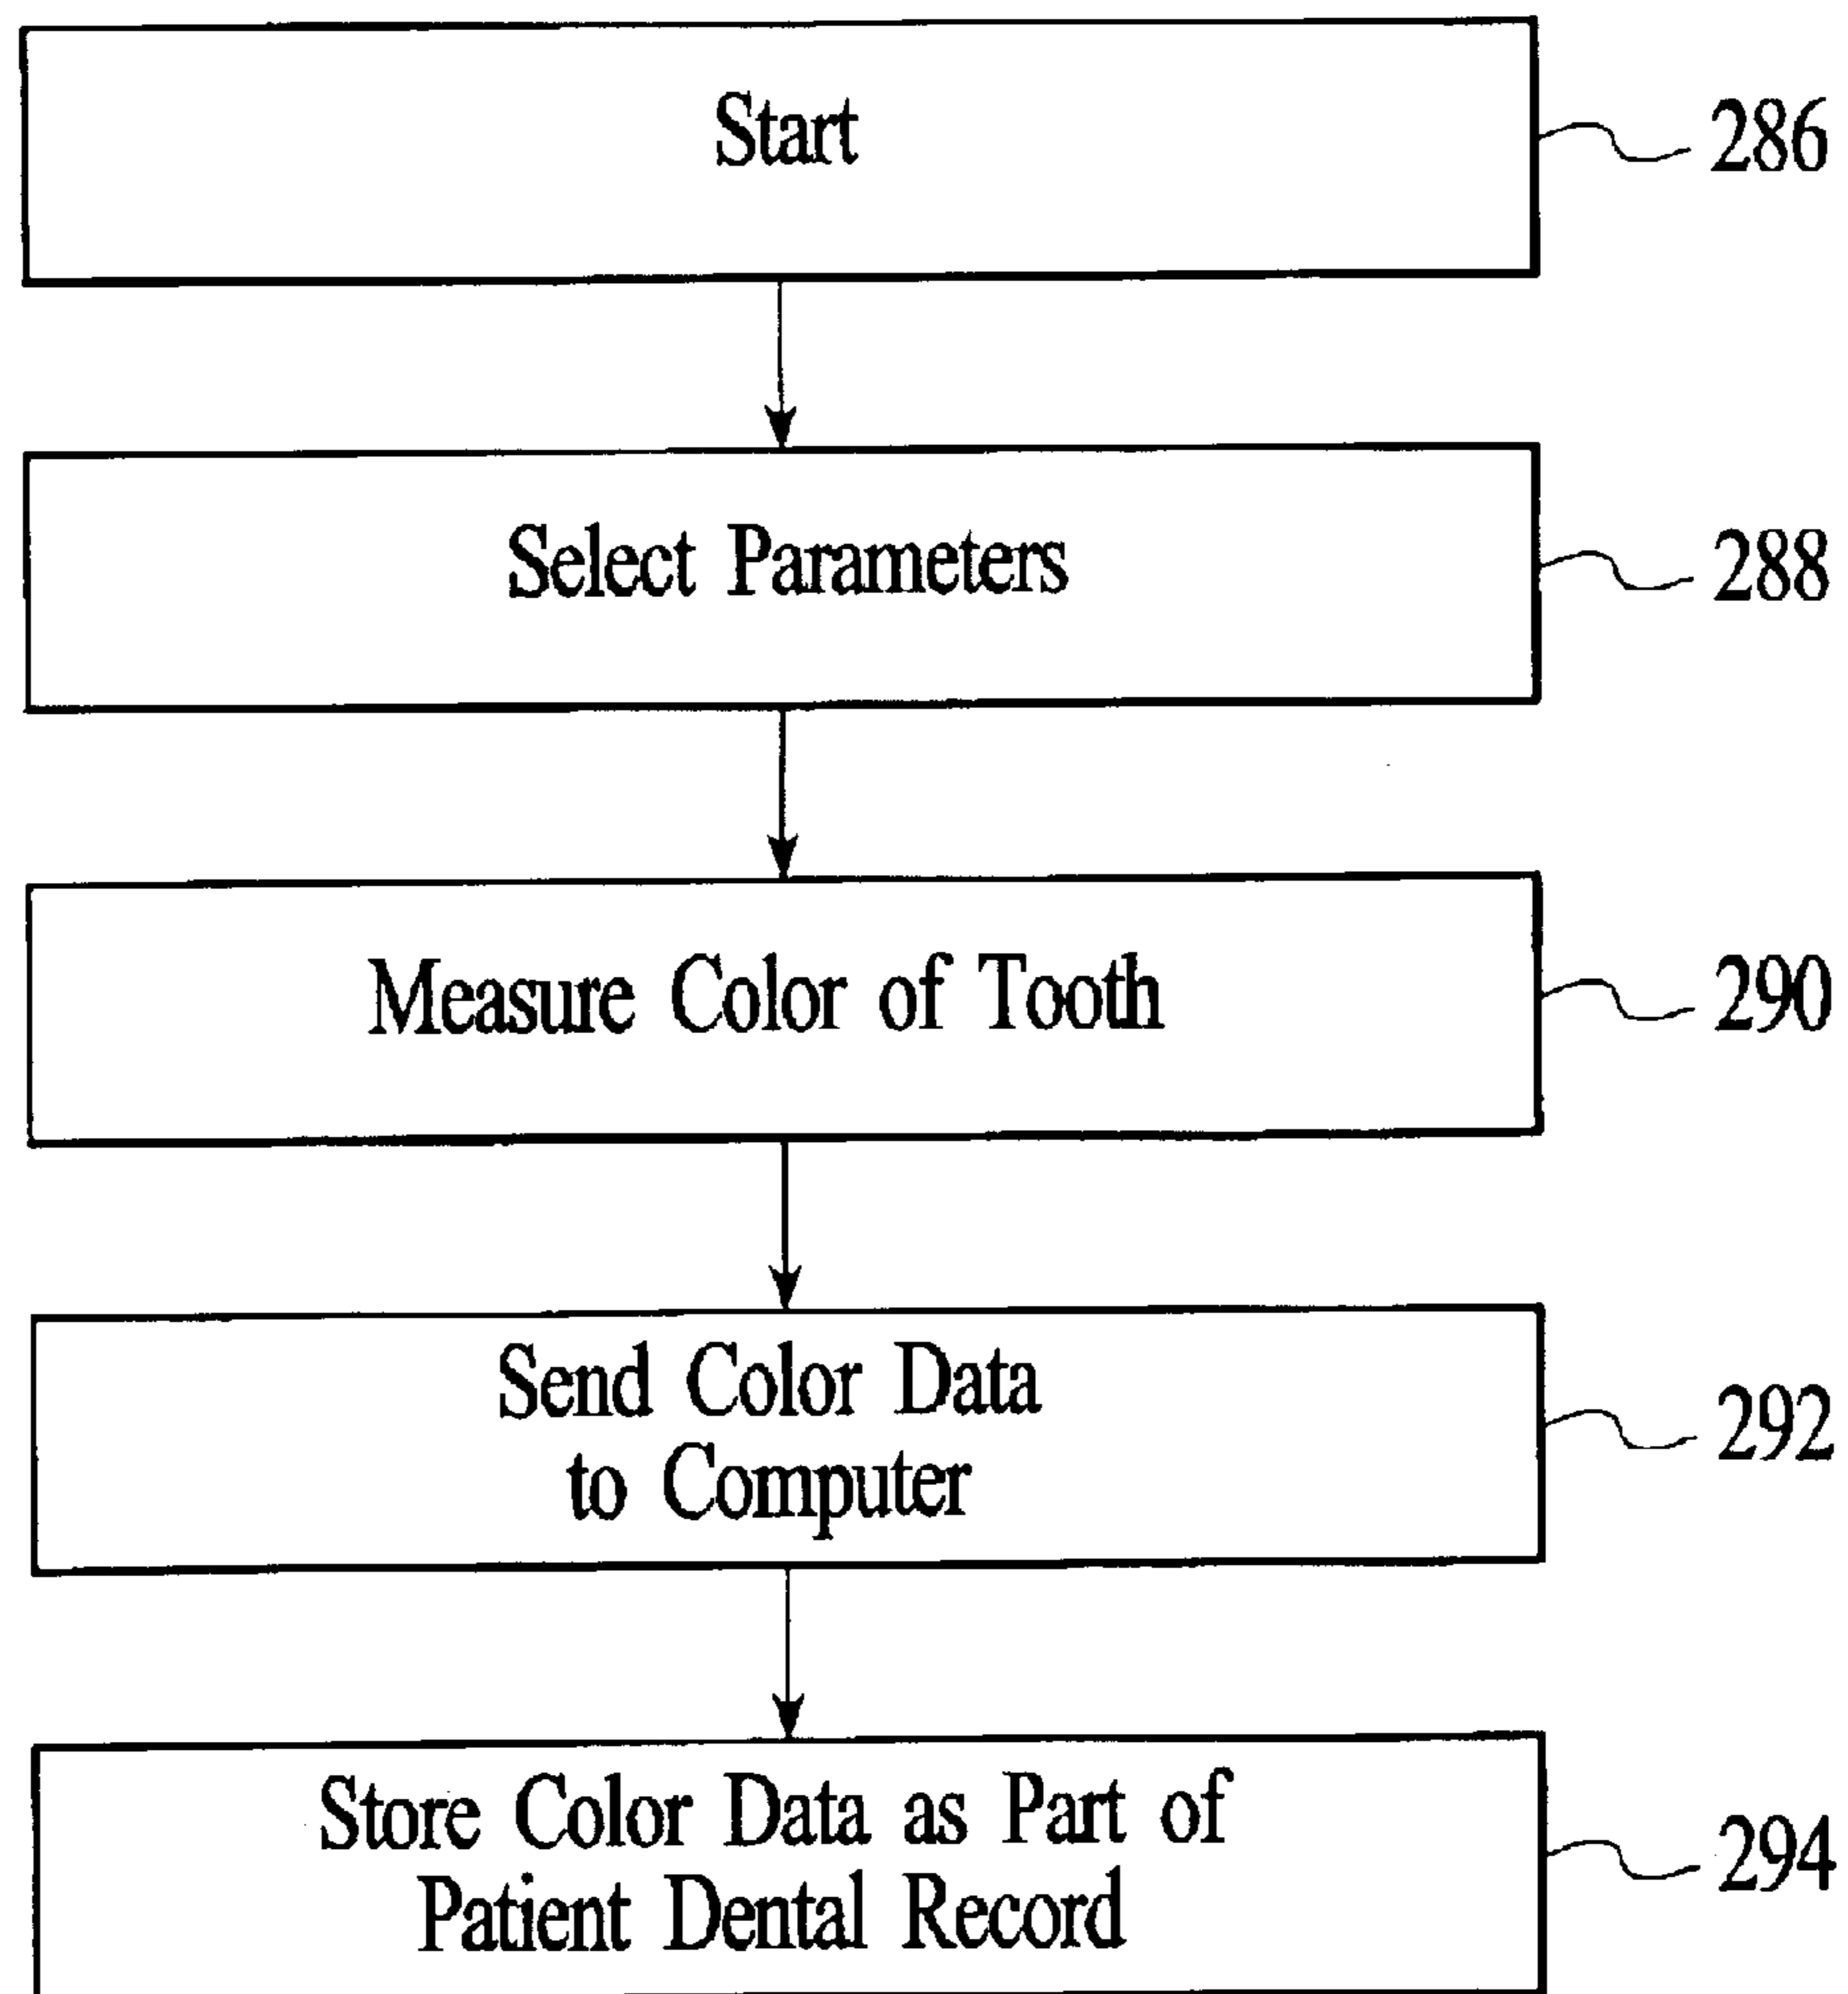 Start
286
Select Parameters
288
Measure Color of Tooth
290
Send Color Data
to Computer
292
Store Color Data as Part of
Patient Dental Record
294